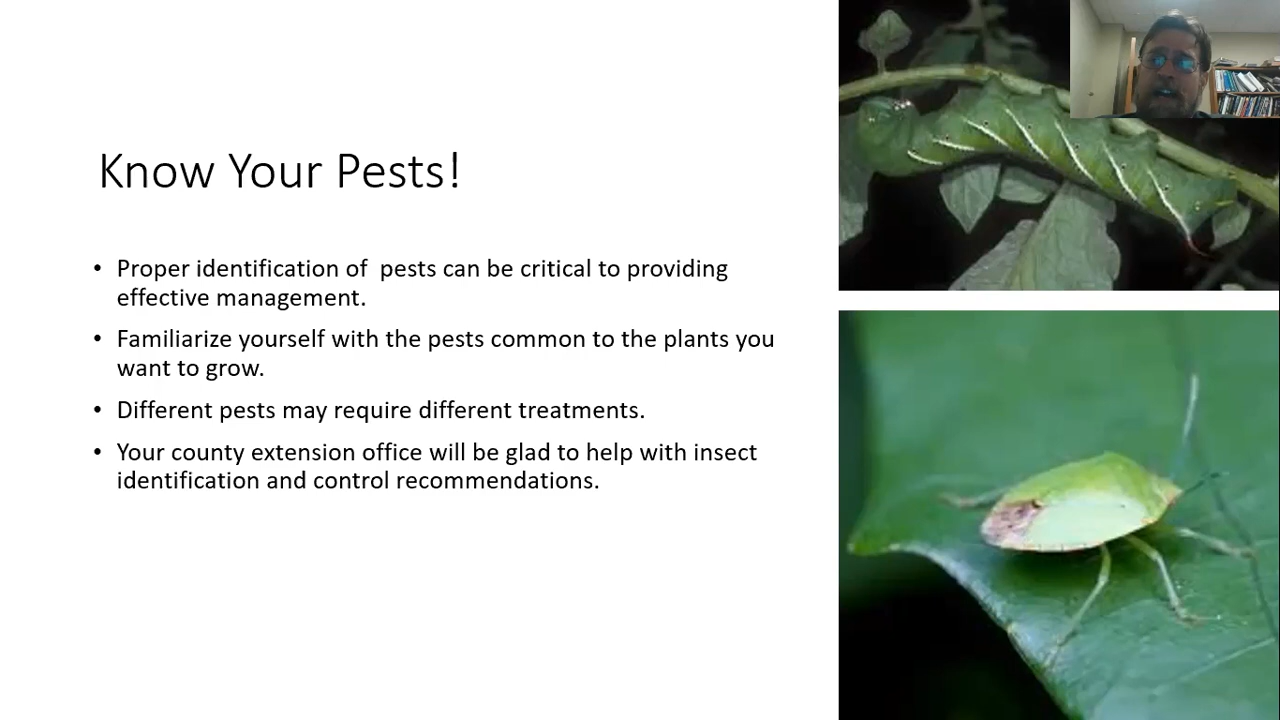 Know Your Pests!
• Proper identification of  pests can be critical to providing
effective management.
• Familiarize yourself with the pests common to the plants you
want to grow.
• Different pests may require different treatments.
• Your county extension office will be glad to help with insect
identification and control recommendations.